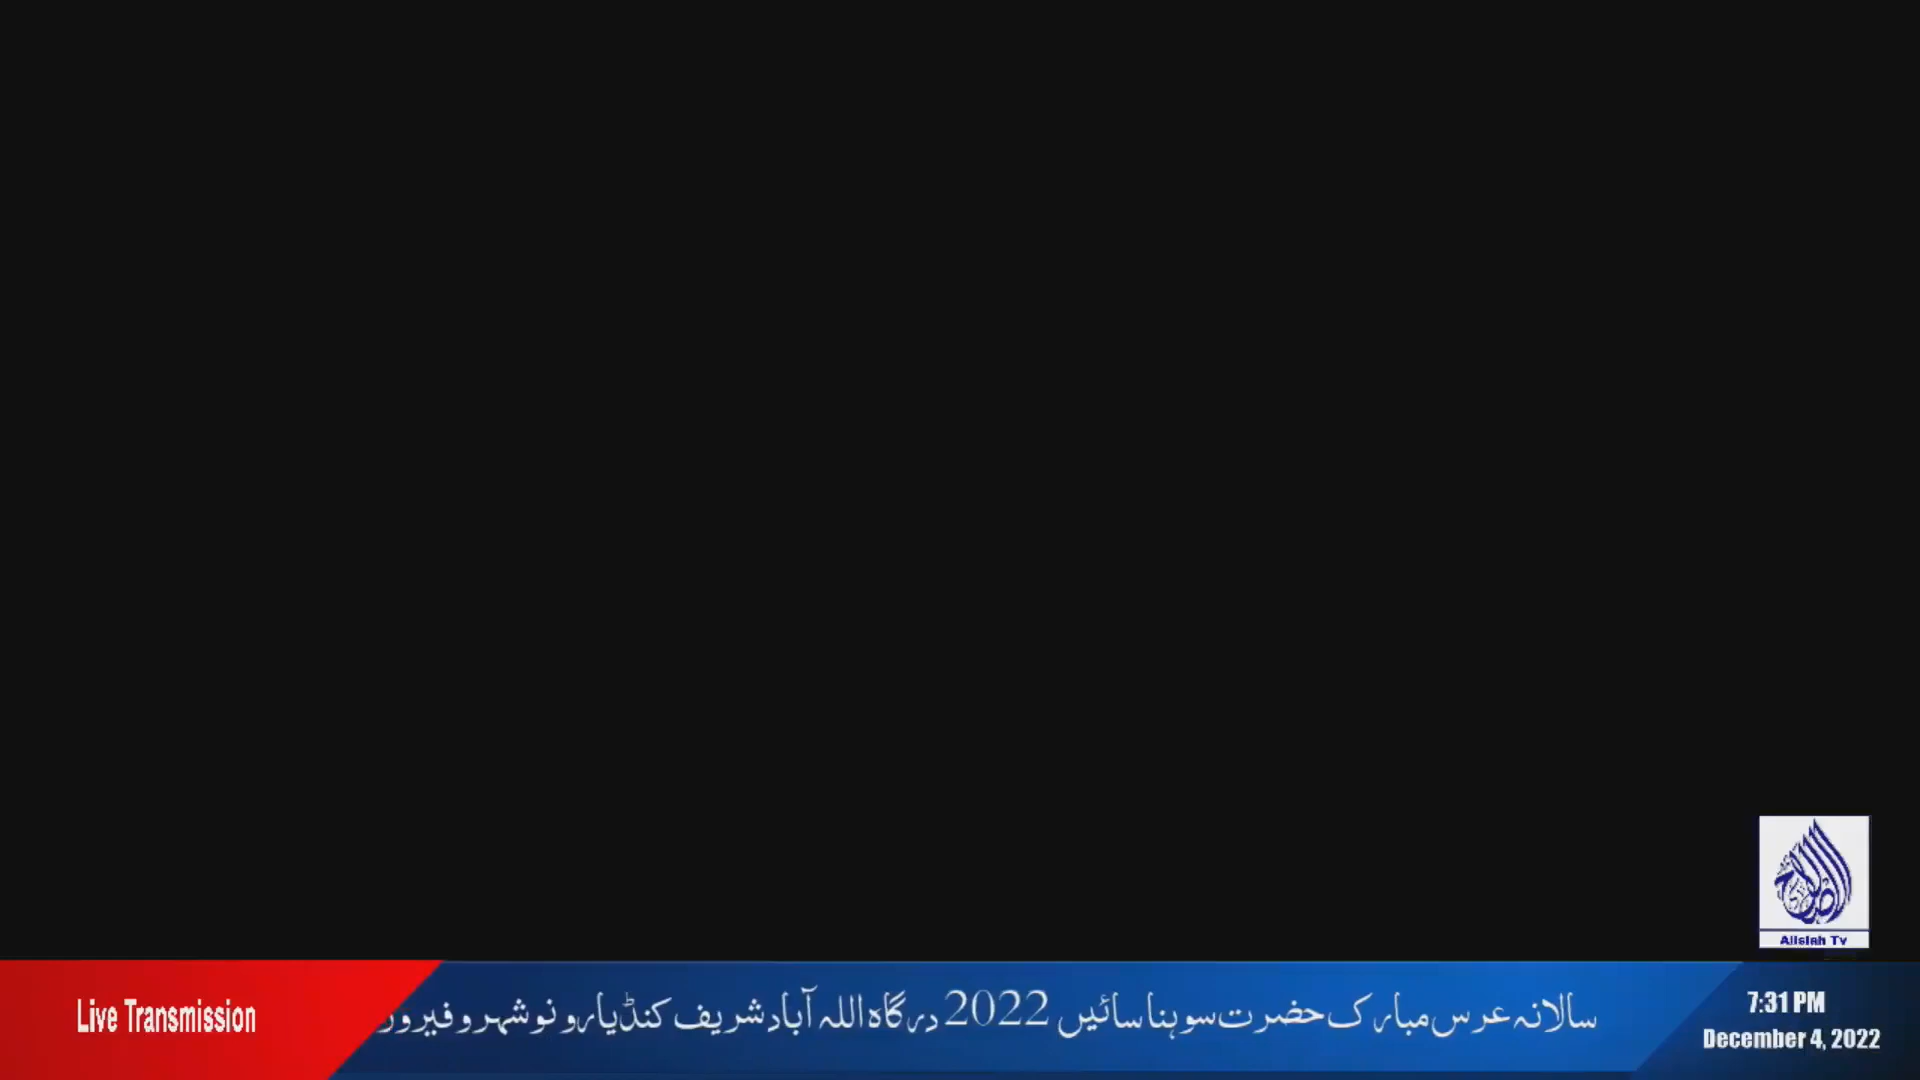 الاصلاح
Alislah Tv
Live Transmission
سالانہ عرس مبارک حضرت سوہنا سائیں 2022 درگاہ اللہ آباد شریف کنڈیارو نوشہرو فیروز
7:31 PM
December 4, 2022